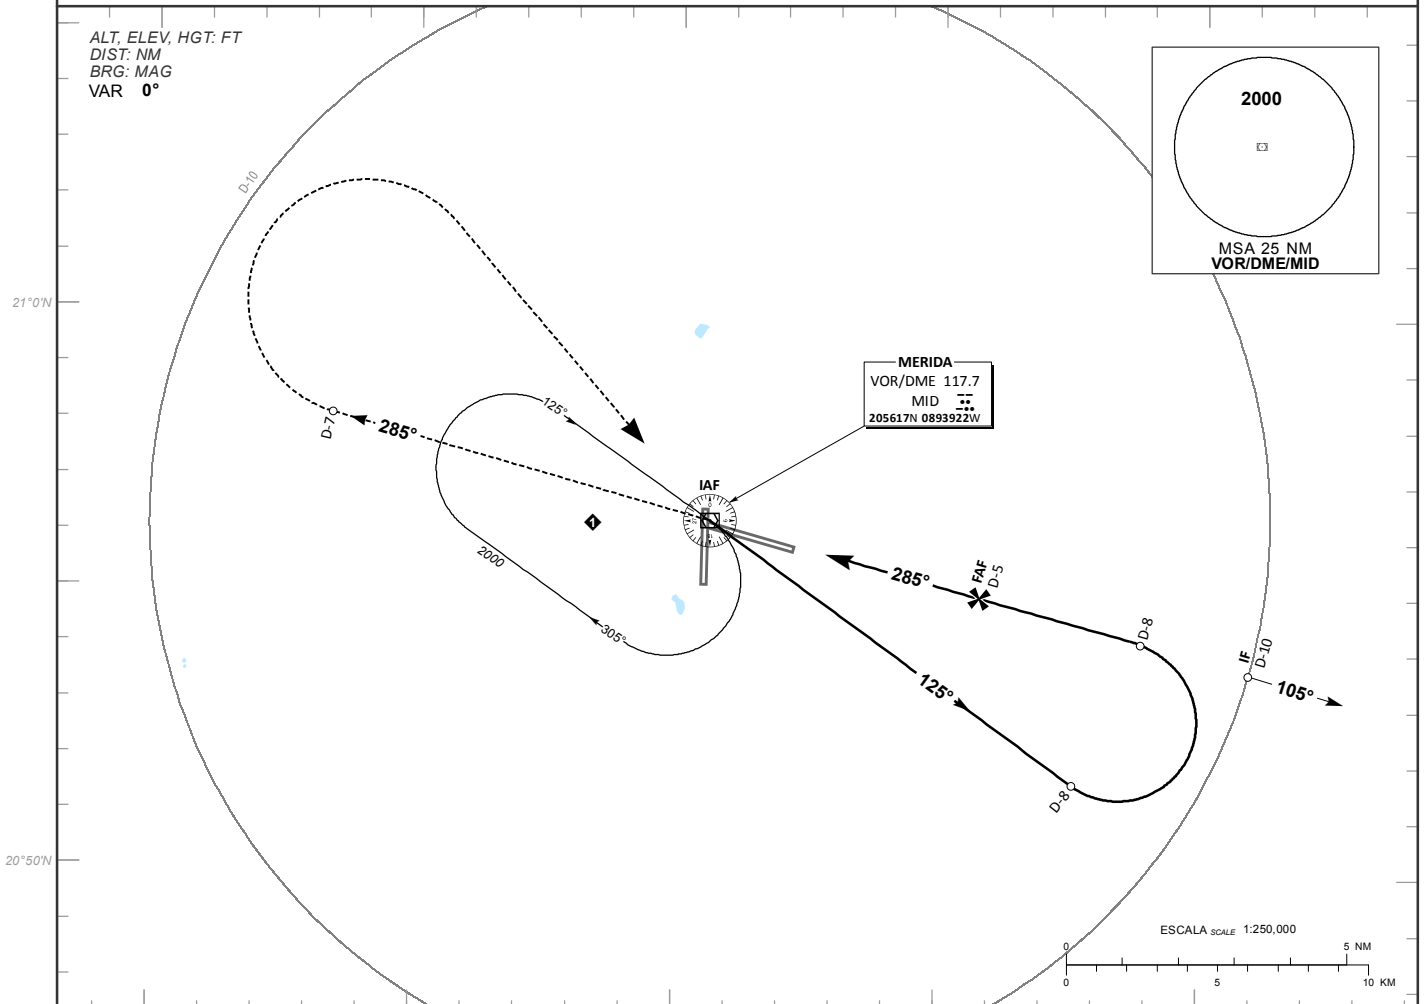 ALT, ELEV, HGT: FT
DIST: NM
BRG: MAG
VAR 0°
2000
MSA 25 NM
VOR/DME/MID
D-10
21°0'N
MERIDA
VOR/DME 117.7
MID
205617N 0893922W
125°
D-7
285°
IAF
1
2000
305°
285°
FAF
D-5
D-8
IF
D-10
105°
125°
D-8
20°50'N
ESCALA SCALE 1:250,000
0 5 NM
0 5 10 KM